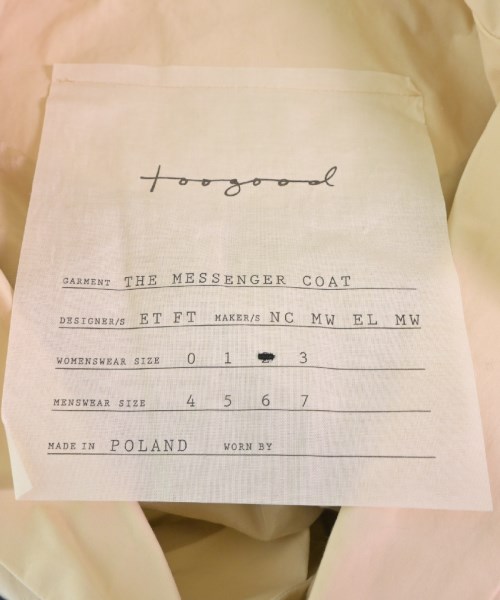 toogood
GARMENT THE MESSENGER COAT
DESIGNER/S ET FT MAKER/S NC MW EL MW
WOMENSWEAR SIZE 0 1 2 3
MENSWEAR SIZE 4 5 6 7
MADE IN POLAND WORN BY